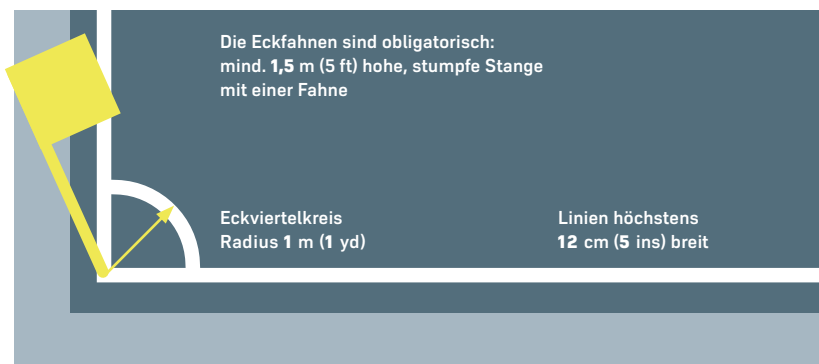 Die Eckfahnen sind obligatorisch:
mind. 1,5 m (5 ft) hohe, stumpfe Stange
mit einer Fahne
Eckviertelkreis
Radius 1 m (1 yd)
Linien höchstens
12 cm (5 ins) breit